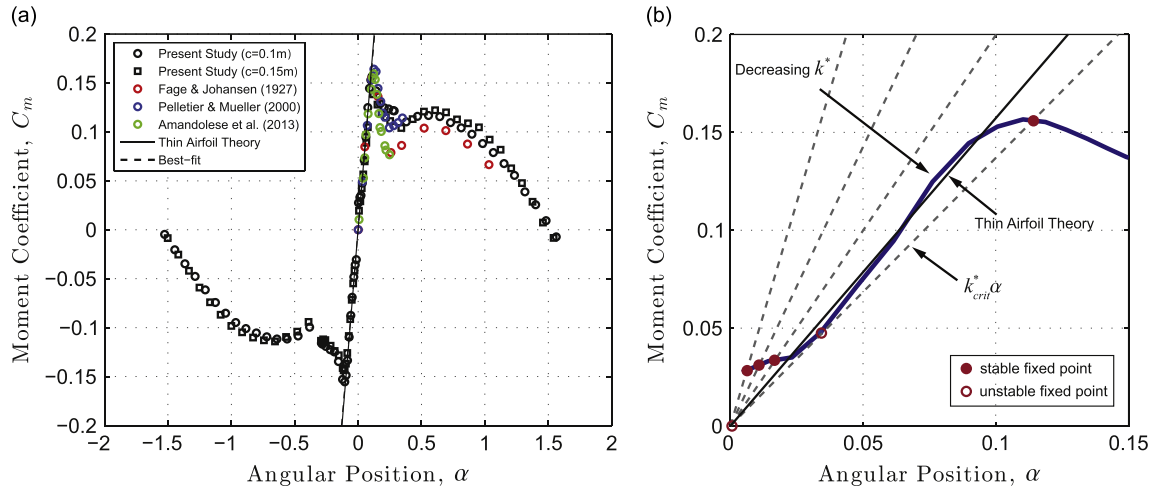 (a)
0.2
0.15
0.1
0.05
0
−0.05
−0.1
−0.15
−0.2
−2
−1.5
−1
−0.5
0
0.5
1
1.5
2
Moment Coefficient, Cm
Angular Position, α
Present Study (c=0.1m)
Present Study (c=0.15m)
Fage & Johansen (1927)
Pelletier & Mueller (2000)
Amandolese et al. (2013)
Thin Airfoil Theory
Best−fit
(b)
0.2
0.15
0.1
0.05
0
0
0.05
0.1
0.15
Moment Coefficient, Cm
Angular Position, α
Decreasing k*
Thin Airfoil Theory
k*crit α
stable fixed point
unstable fixed point